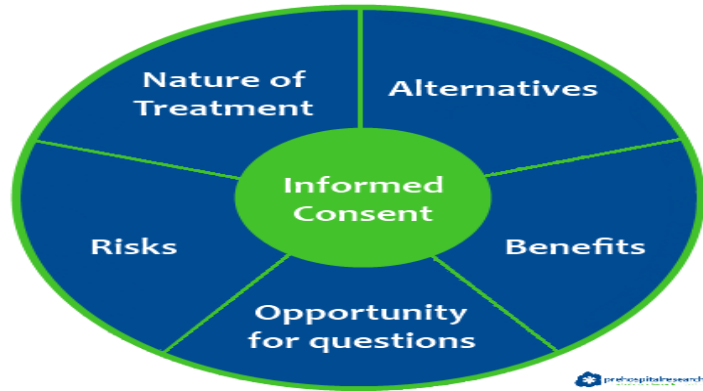 Nature of
Treatment
Alternatives
Informed
Consent
Risks
Benefits
Opportunity
for questions
prehospitalresearch